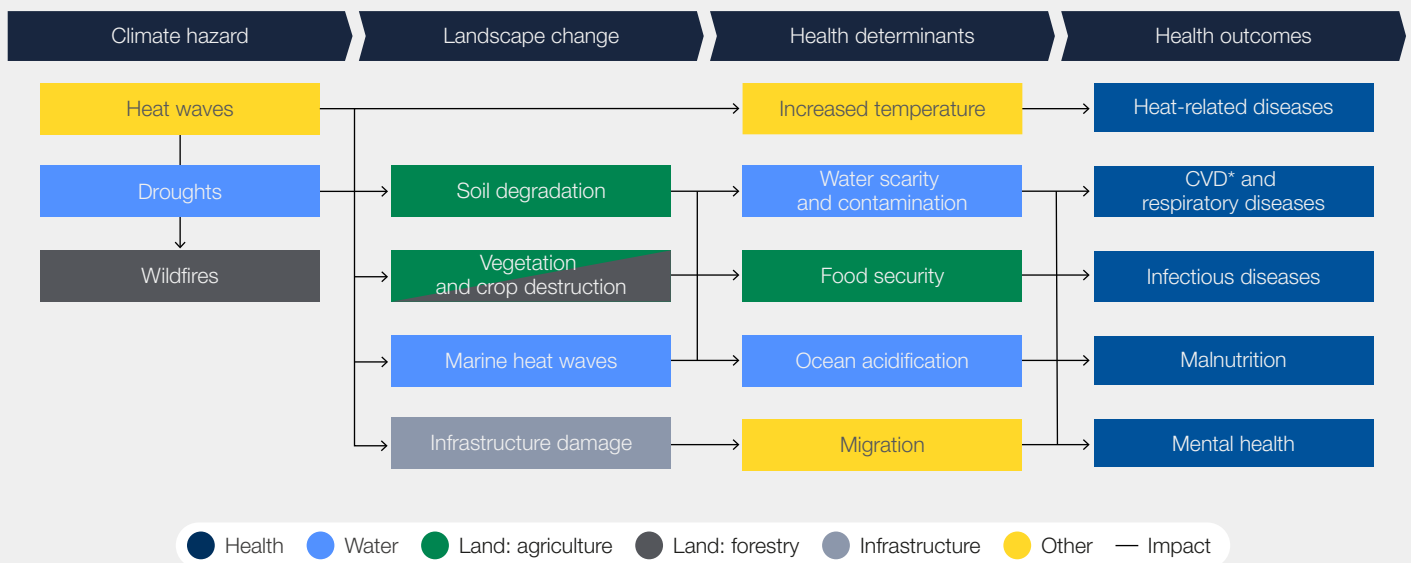 Climate hazard
Landscape change
Health determinants
Health outcomes
Heat waves
Increased temperature
Heat-related diseases
Droughts
Soil degradation
Water scarity
and contamination
CVD* and
respiratory diseases
Wildfires
Vegetation
and crop destruction
Food security
Infectious diseases
Marine heat waves
Ocean acidification
Malnutrition
Infrastructure damage
Migration
Mental health
Health
Water
Land: agriculture
Land: forestry
Infrastructure
Other
Impact